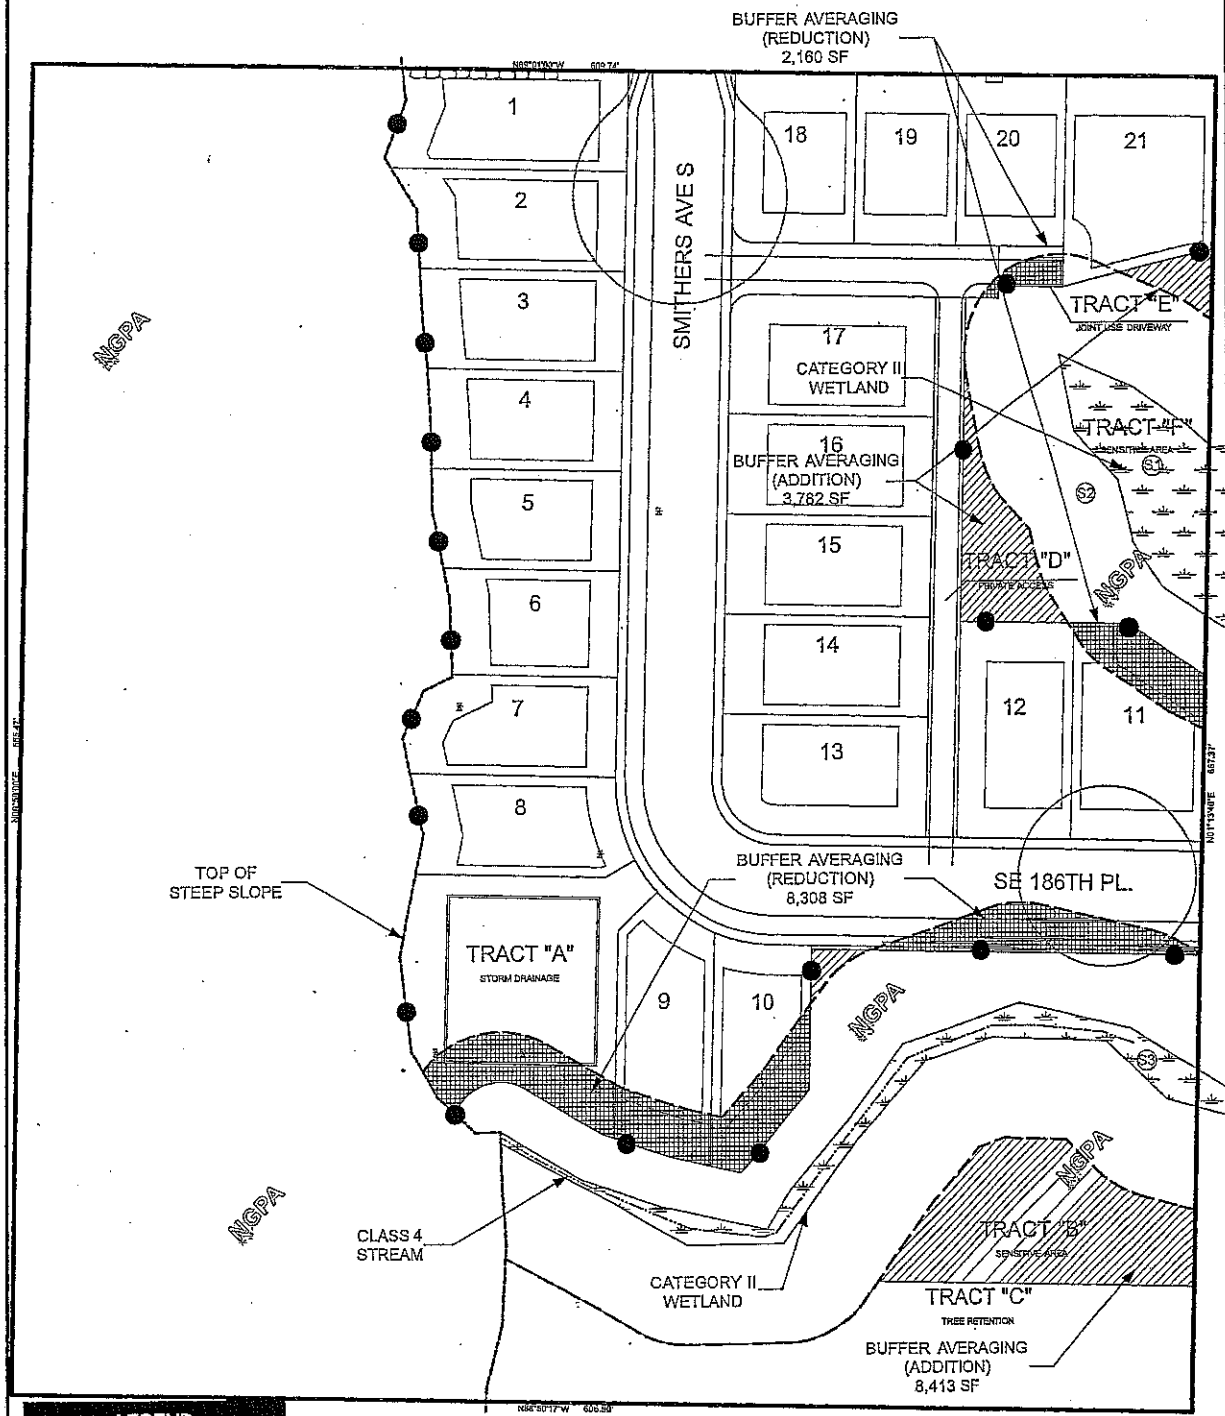 BUFFER AVERAGING
(REDUCTION)
2,160 SF
1
18
19
20
21
2
SMITHERS AVE S
3
TRACT "E"
JOINT USE DRIVEWAY
NGPA
17
CATEGORY II
WETLAND
4
TRACT "F"
SENSITIVE AREA
16
BUFFER AVERAGING
(ADDITION)
3,782 SF
S1
S2
5
15
TRACT "D"
PRIVATE ACCESS
NGPA
6
14
7
12
11
13
8
TOP OF
STEEP SLOPE
BUFFER AVERAGING
(REDUCTION)
8,308 SF
SE 186TH PL.
TRACT "A"
STORM DRAINAGE
9
10
NGPA
S3
NGPA
NGPA
CLASS 4
STREAM
TRACT "B"
SENSITIVE AREA
CATEGORY II
WETLAND
TRACT "C"
TREE RETENTION
BUFFER AVERAGING
(ADDITION)
8,413 SF